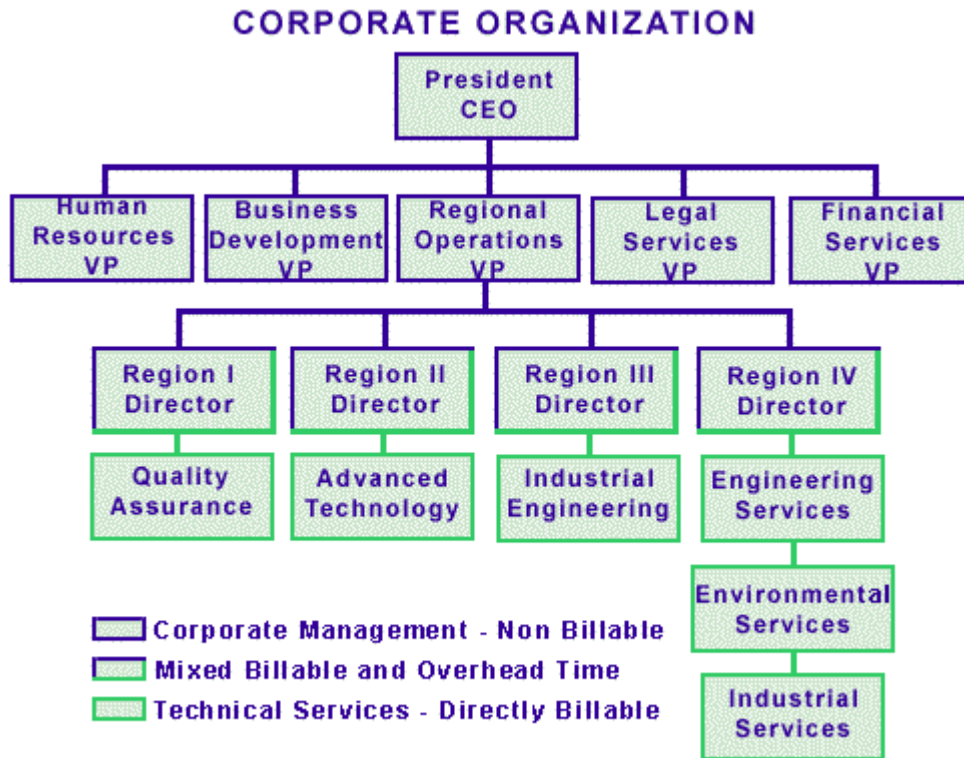 CORPORATE ORGANIZATION
President
CEO
Human
Resources
VP
Business
Development
VP
Regional
Operations
VP
Legal
Services
VP
Financial
Services
VP
Region I
Director
Region II
Director
Region III
Director
Region IV
Director
Quality
Assurance
Advanced
Technology
Industrial
Engineering
Engineering
Services
Environmental
Services
Industrial
Services
Corporate Management - Non Billable
Mixed Billable and Overhead Time
Technical Services - Directly Billable